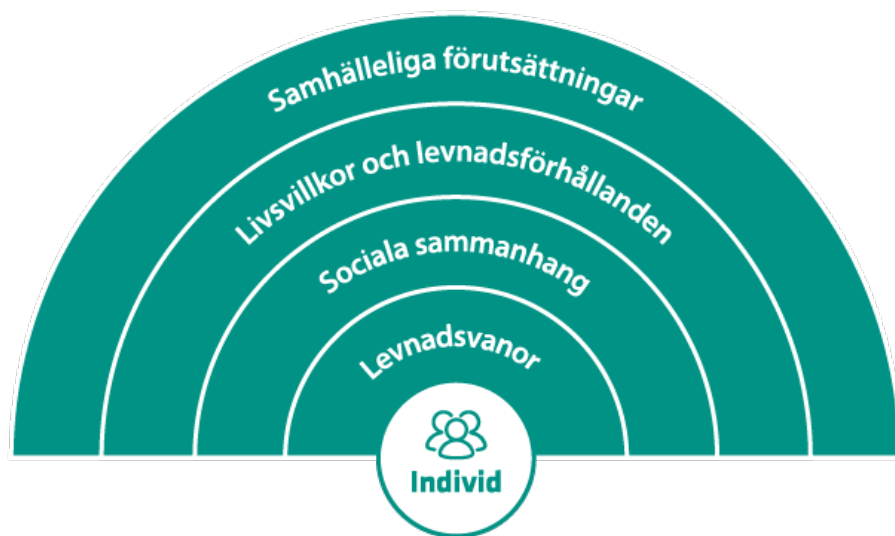 Samhälleliga förutsättningar
Livsvillkor och levnadsförhållanden
Sociala sammanhang
Levnadsvanor
Individ